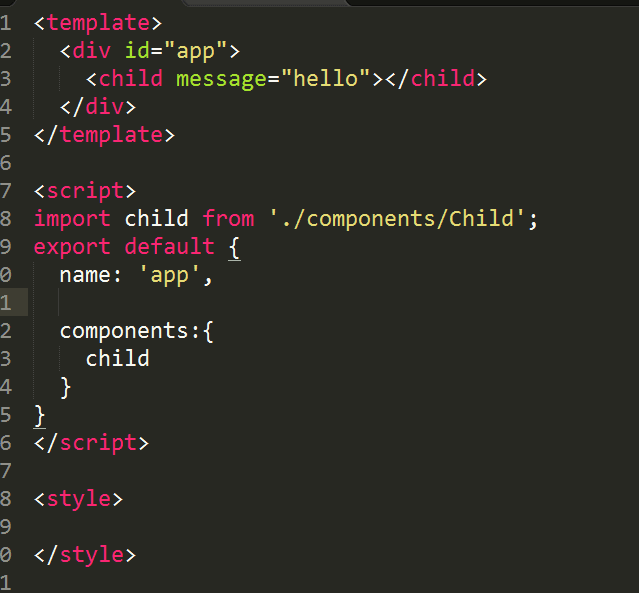 1 <template>
2   <div id="app">
3     <child message="hello"></child>
4   </div>
5 </template>
6
7 <script>
8 import child from './components/Child';
9 export default {
0   name: 'app',
1
2   components:{
3     child
4   }
5 }
6 </script>
7
8 <style>
9
0 </style>
1